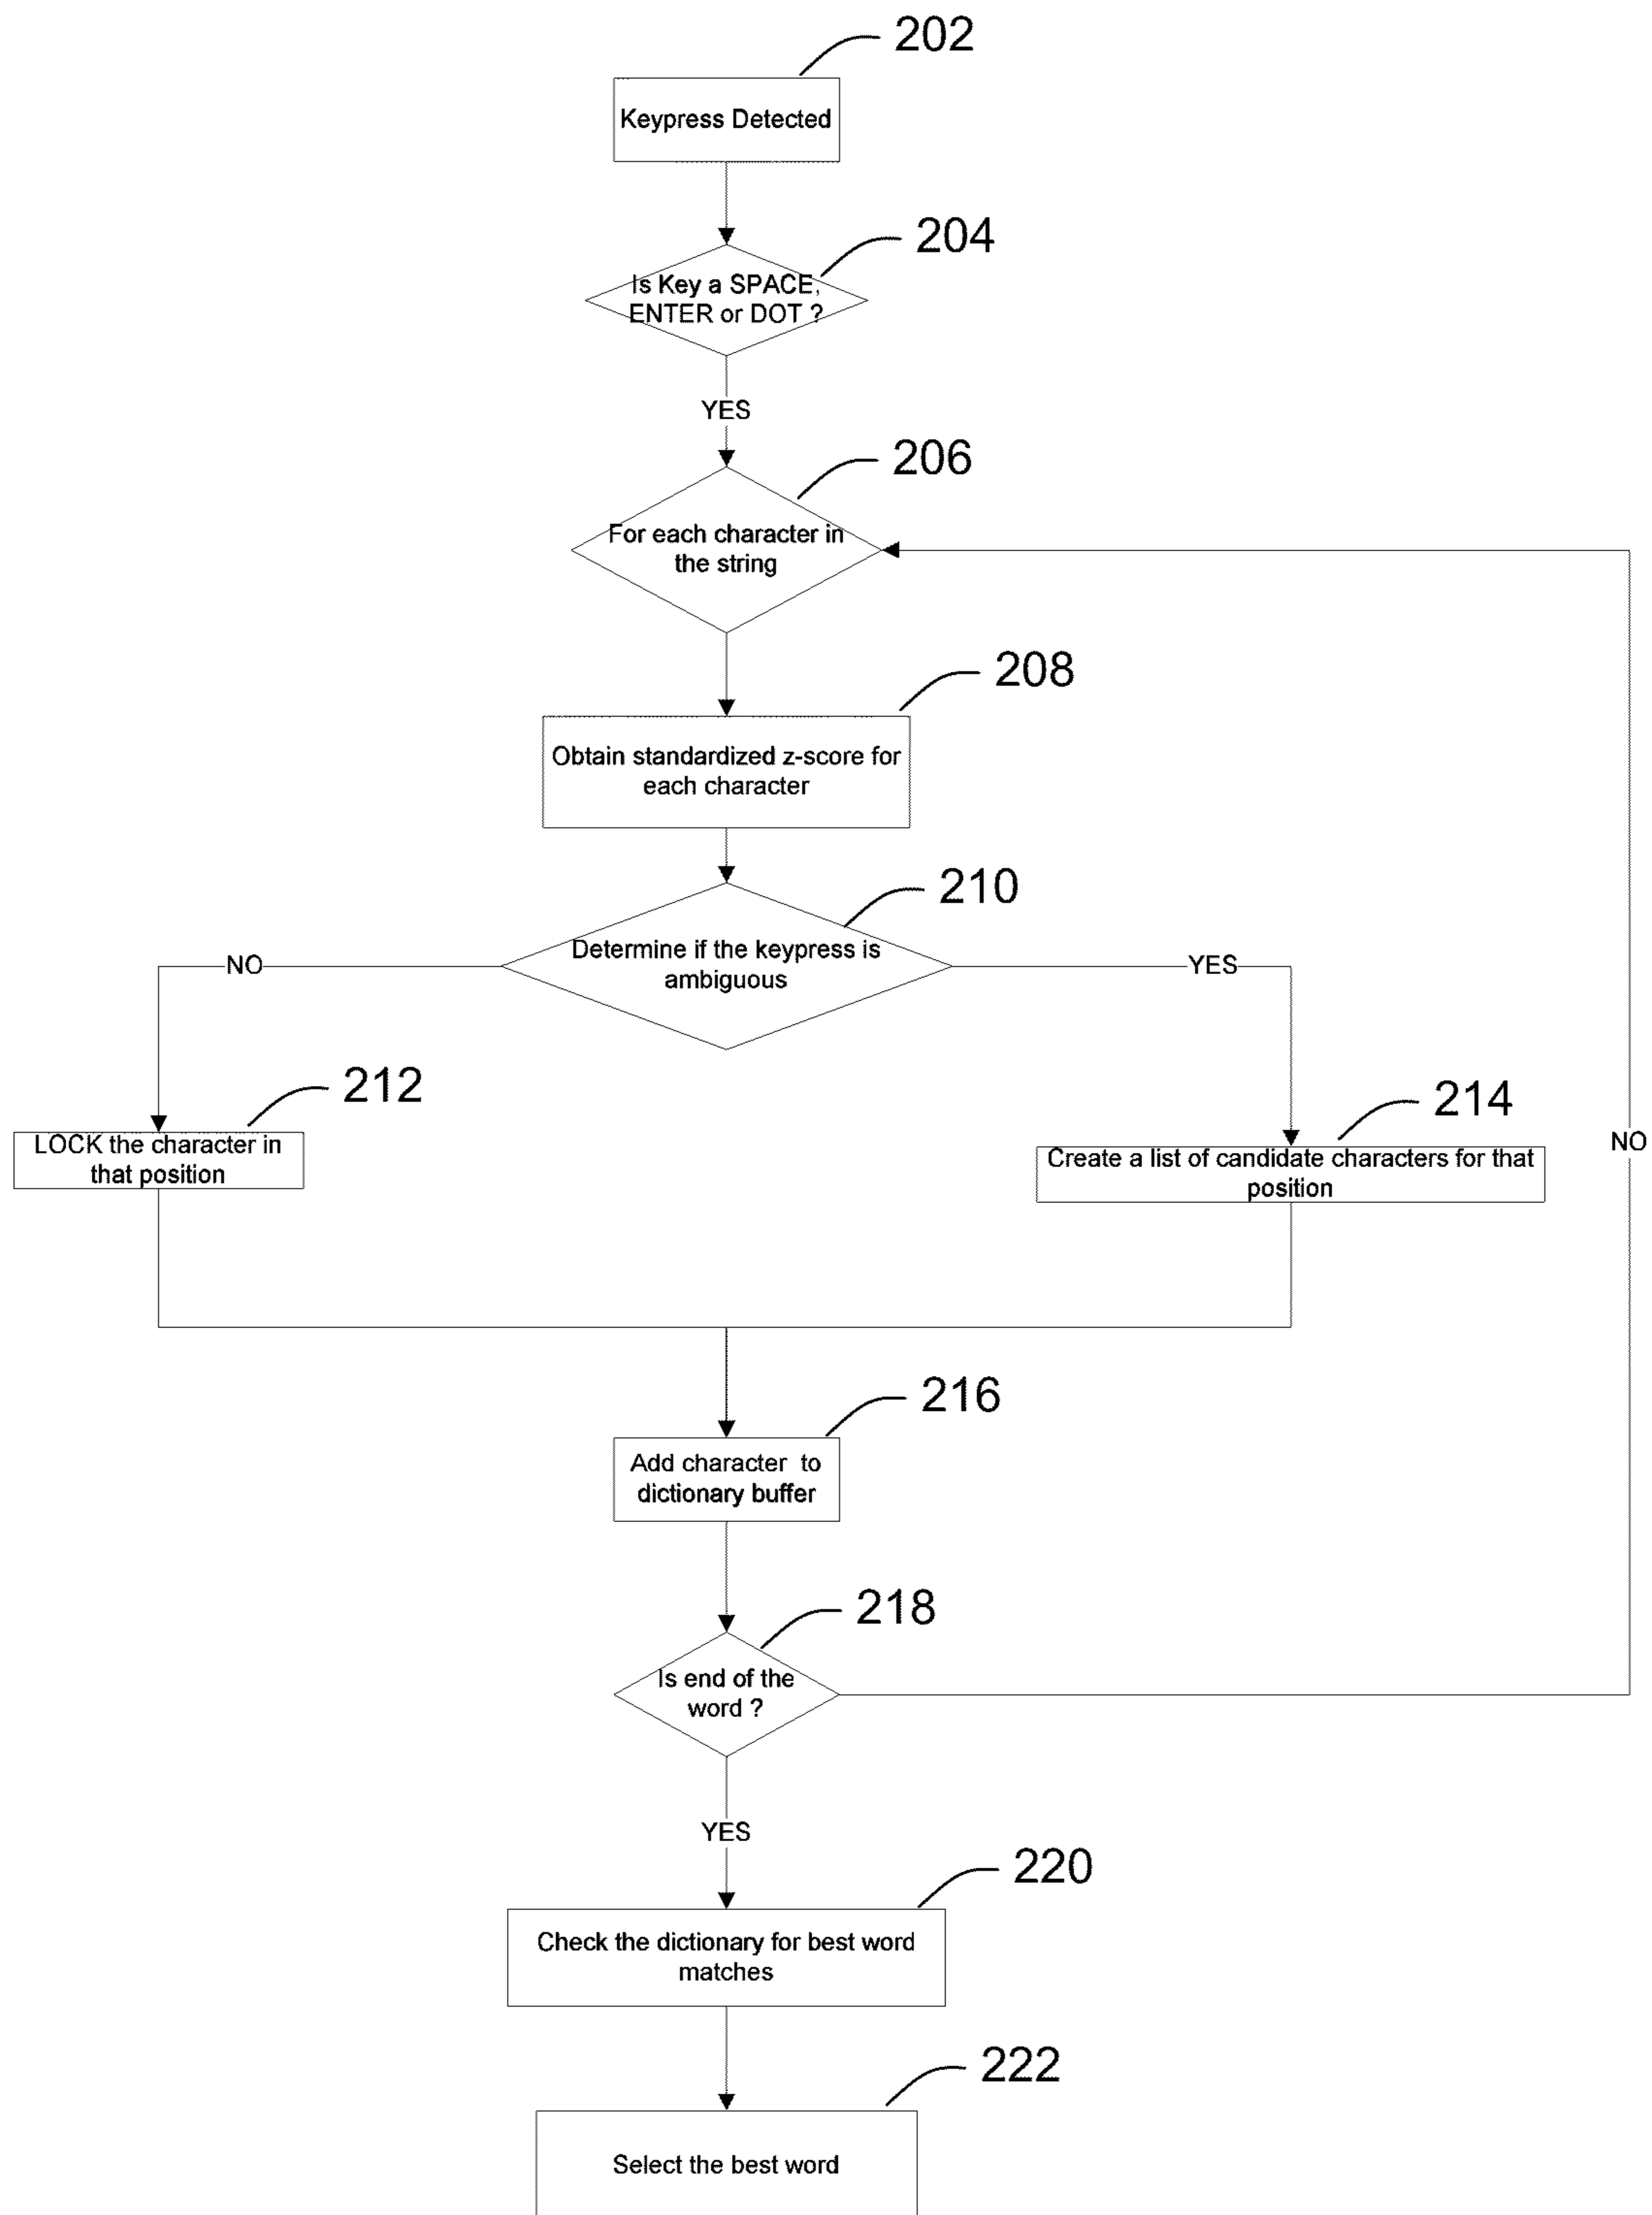 202
Keypress Detected
204
Is Key a SPACE,
ENTER or DOT ?
YES
206
For each character in
the string
208
Obtain standardized z-score for
each character
210
Determine if the keypress is
ambiguous
NO
YES
212
LOCK the character in
that position
214
Create a list of candidate characters for that
position
NO
216
Add character to
dictionary buffer
218
Is end of the
word ?
YES
220
Check the dictionary for best word
matches
222
Select the best word